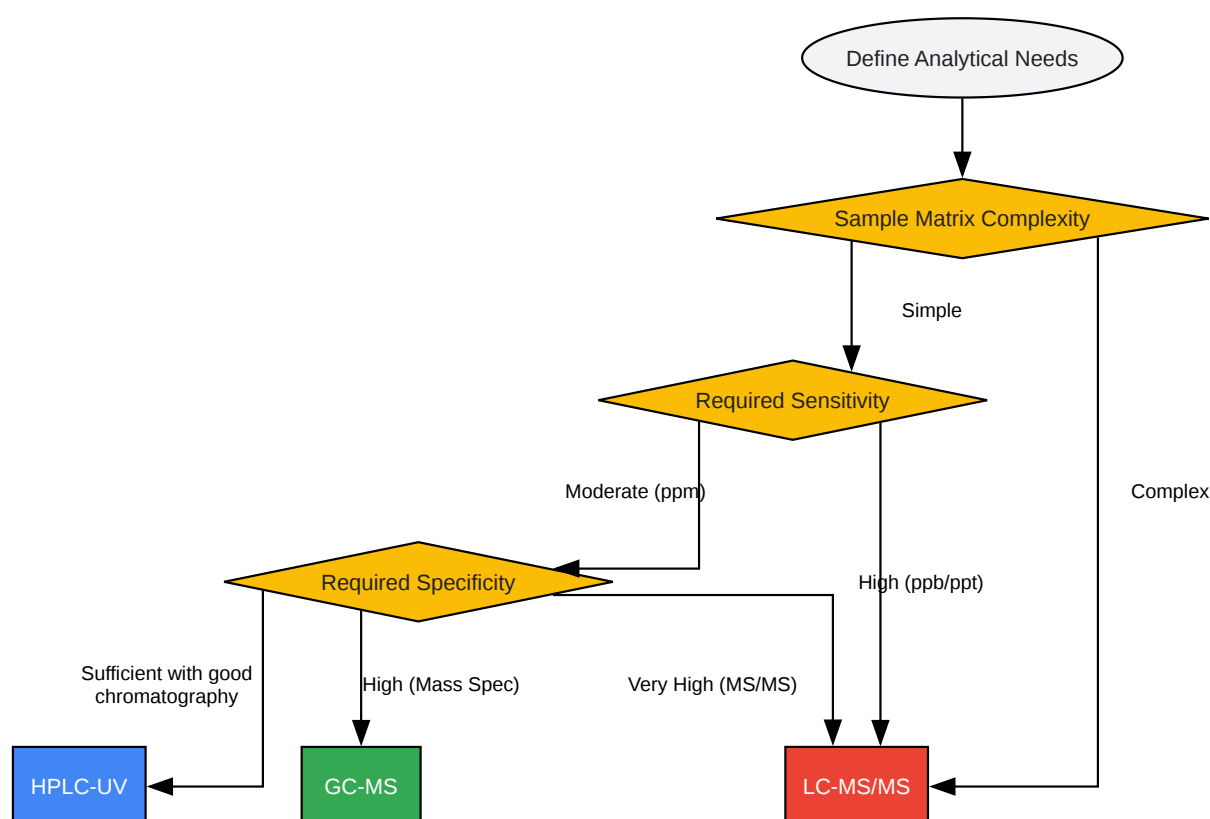 Define Analytical Needs
Sample Matrix Complexity
Simple
Required Sensitivity
Moderate (ppm)
Complex
Required Specificity
High (ppb/ppt)
Sufficient with good
chromatography
High (Mass Spec)
Very High (MS/MS)
HPLC-UV
GC-MS
LC-MS/MS